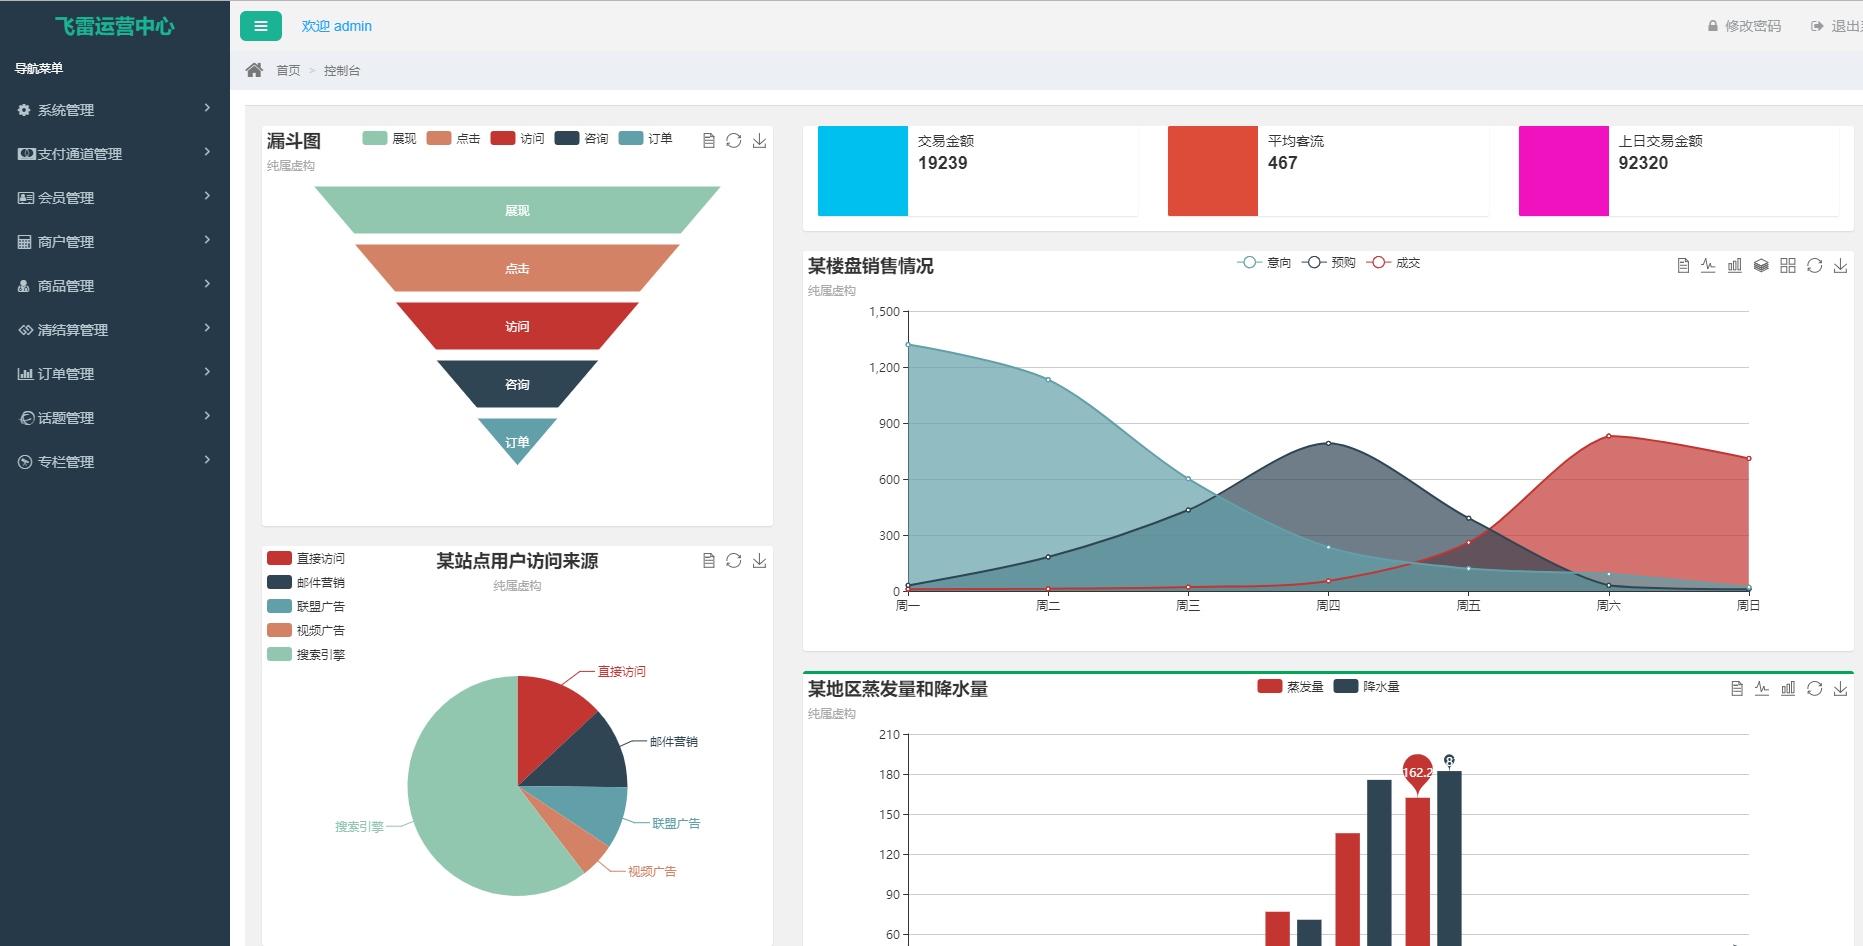 飞雷运营中心
导航菜单
系统管理
支付通道管理
会员管理
商户管理
商品管理
清结算管理
订单管理
话题管理
专栏管理
欢迎 admin
修改密码
退出
首页 > 控制台
漏斗图
纯属虚构
展现 点击 访问 咨询 订单
展现
点击
访问
咨询
订单
交易金额
19239
平均客流
467
上日交易金额
92320
某楼盘销售情况
纯属虚构
意向 预购 成交
1,500
1,200
900
600
300
0
周一 周二 周三 周四 周五 周六 周日
直接访问
邮件营销
联盟广告
视频广告
搜索引擎
某站点用户访问来源
纯属虚构
直接访问
邮件营销
联盟广告
视频广告
搜索引擎
某地区蒸发量和降水量
纯属虚构
蒸发量 降水量
210
180
150
120
90
60
162.2